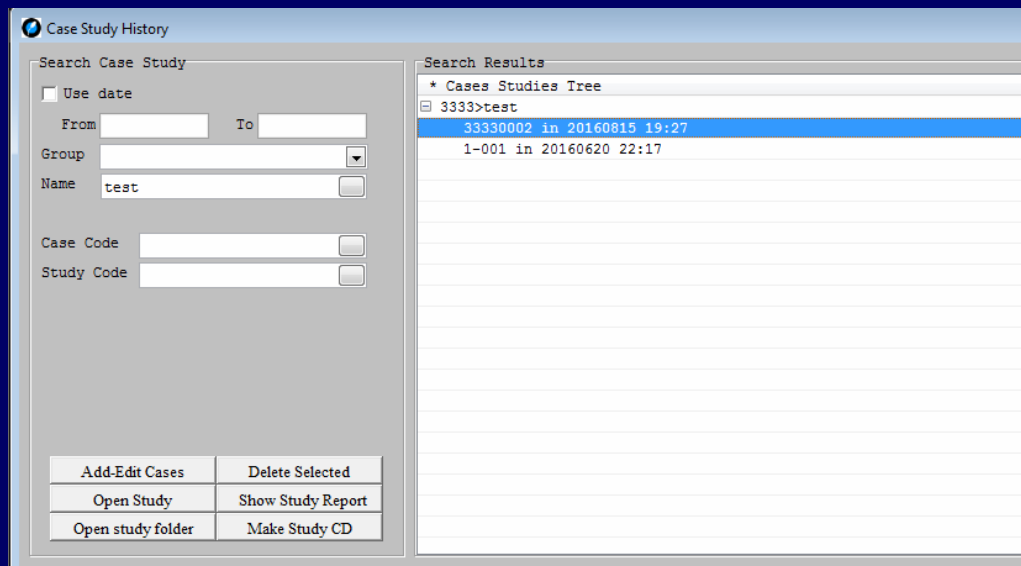 Case Study History
Search Case Study
Use date
From To
Group
Name test
Case Code
Study Code
Add-Edit Cases Delete Selected
Open Study Show Study Report
Open study folder Make Study CD
Search Results
* Cases Studies Tree
3333>test
33330002 in 20160815 19:27
1-001 in 20160620 22:17